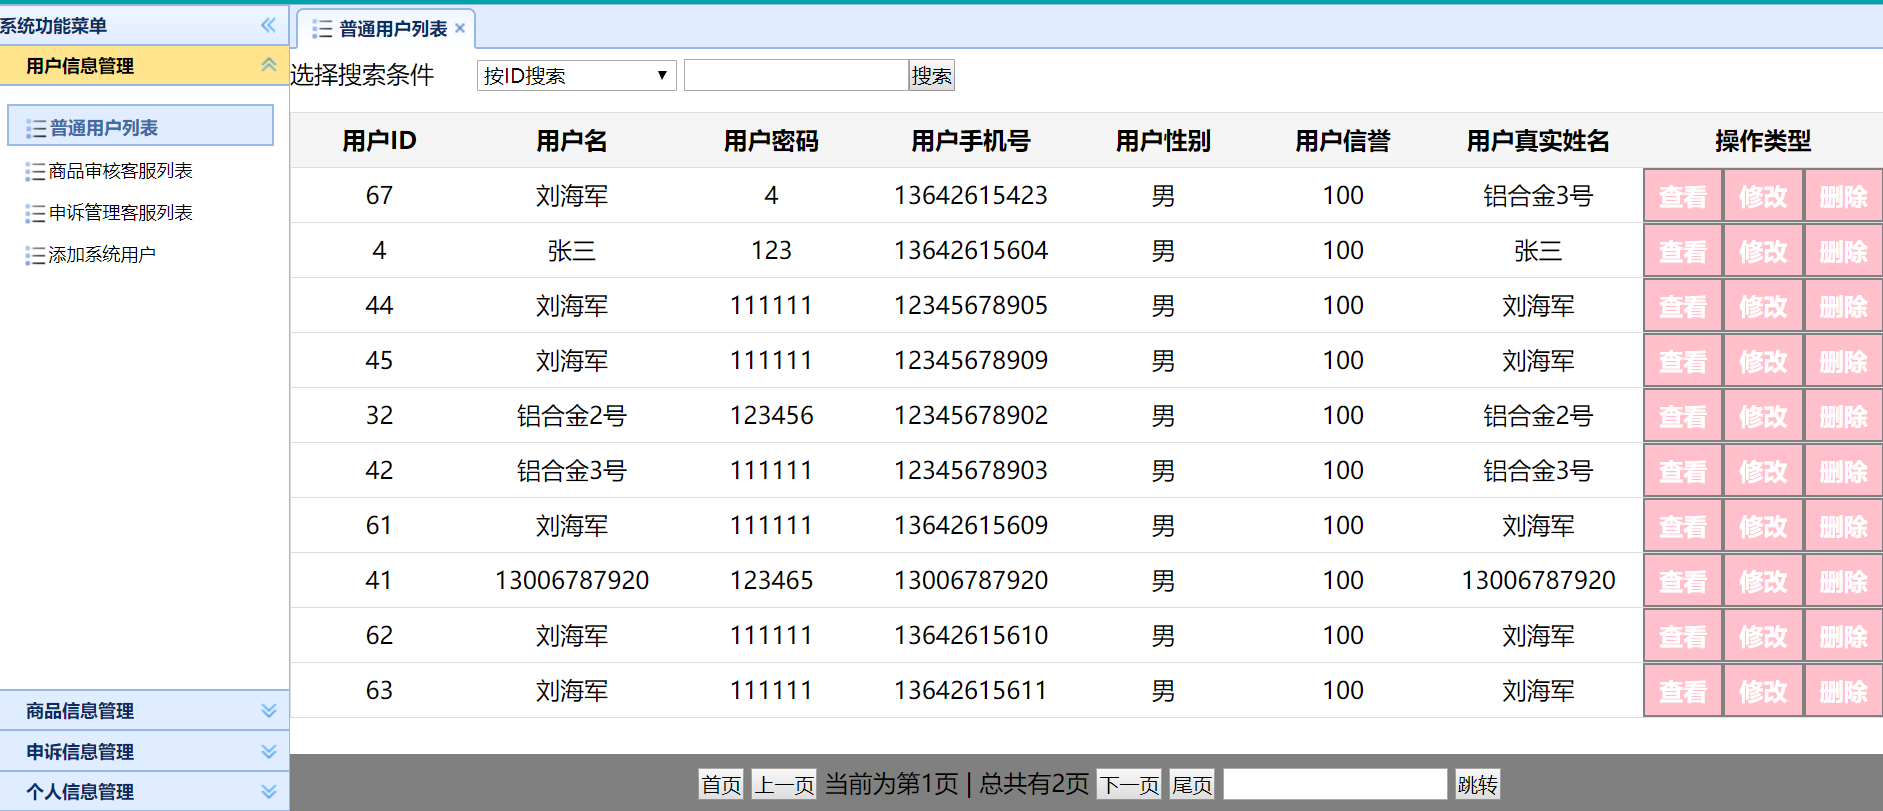 系统功能菜单
用户信息管理
普通用户列表
商品审核客服列表
申诉管理客服列表
添加系统用户
商品信息管理
申诉信息管理
个人信息管理
普通用户列表
选择搜索条件 按ID搜索 搜索
用户ID 用户名 用户密码 用户手机号 用户性别 用户信誉 用户真实姓名 操作类型
67 刘海军 4 13642615423 男 100 铝合金3号 查看 修改 删除
4 张三 123 13642615604 男 100 张三 查看 修改 删除
44 刘海军 111111 12345678905 男 100 刘海军 查看 修改 删除
45 刘海军 111111 12345678909 男 100 刘海军 查看 修改 删除
32 铝合金2号 123456 12345678902 男 100 铝合金2号 查看 修改 删除
42 铝合金3号 111111 12345678903 男 100 铝合金3号 查看 修改 删除
61 刘海军 111111 13642615609 男 100 刘海军 查看 修改 删除
41 13006787920 123465 13006787920 男 100 13006787920 查看 修改 删除
62 刘海军 111111 13642615610 男 100 刘海军 查看 修改 删除
63 刘海军 111111 13642615611 男 100 刘海军 查看 修改 删除
首页 上一页 当前为第1页 | 总共有2页 下一页 尾页 跳转